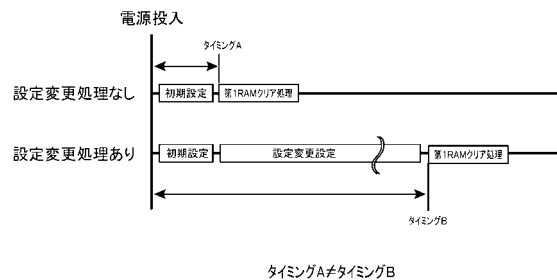 電源投入
タイミングA
設定変更処理なし
初期設定
第1RAMクリア処理
設定変更処理あり
初期設定
設定変更設定
第1RAMクリア処理
タイミングB
タイミングA≠タイミングB